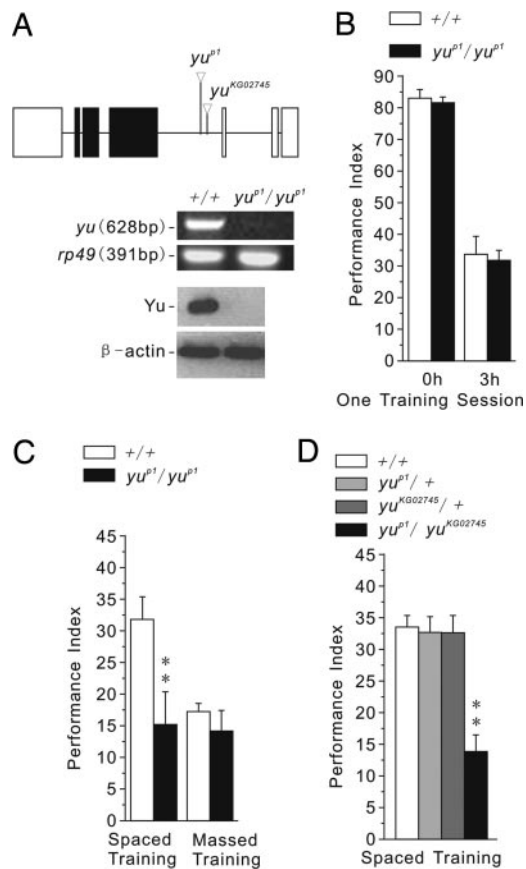 A
yu^p1
yu^KG02745
+/+ yu^p1/yu^p1
yu(628bp)-
rp49(391bp)-
Yu-
β-actin-
B
+/+
yu^p1/yu^p1
Performance Index
90
80
70
60
50
40
30
20
10
0
0h 3h
One Training Session
C
+/+
yu^p1/yu^p1
Performance Index
45
40
35
30
25
20
15
10
5
0
**
Spaced Training
Massed Training
D
+/+
yu^p1/+
yu^KG02745/+
yu^p1/yu^KG02745
Performance Index
45
40
35
30
25
20
15
10
5
0
**
Spaced Training